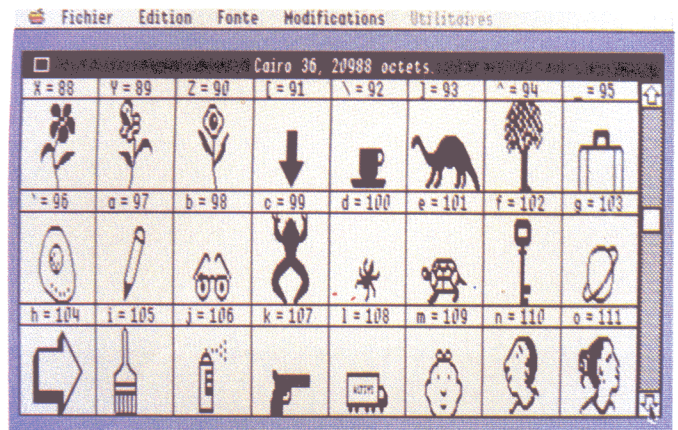 Fichier Edition Fonte Modifications Utilitaires
Cairo 36, 20988 octets.
X = 88 Y = 89 Z = 90 [ = 91 \ = 92 ] = 93 ^ = 94 _ = 95
` = 96 a = 97 b = 98 c = 99 d = 100 e = 101 f = 102 g = 103
h = 104 i = 105 j = 106 k = 107 l = 108 m = 109 n = 110 o = 111